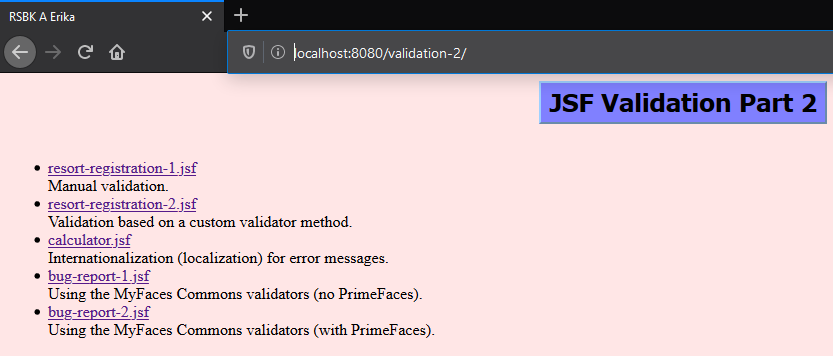 RSBK A Erika
localhost:8080/validation-2/
JSF Validation Part 2
resort-registration-1.jsf
Manual validation.
resort-registration-2.jsf
Validation based on a custom validator method.
calculator.jsf
Internationalization (localization) for error messages.
bug-report-1.jsf
Using the MyFaces Commons validators (no PrimeFaces).
bug-report-2.jsf
Using the MyFaces Commons validators (with PrimeFaces).